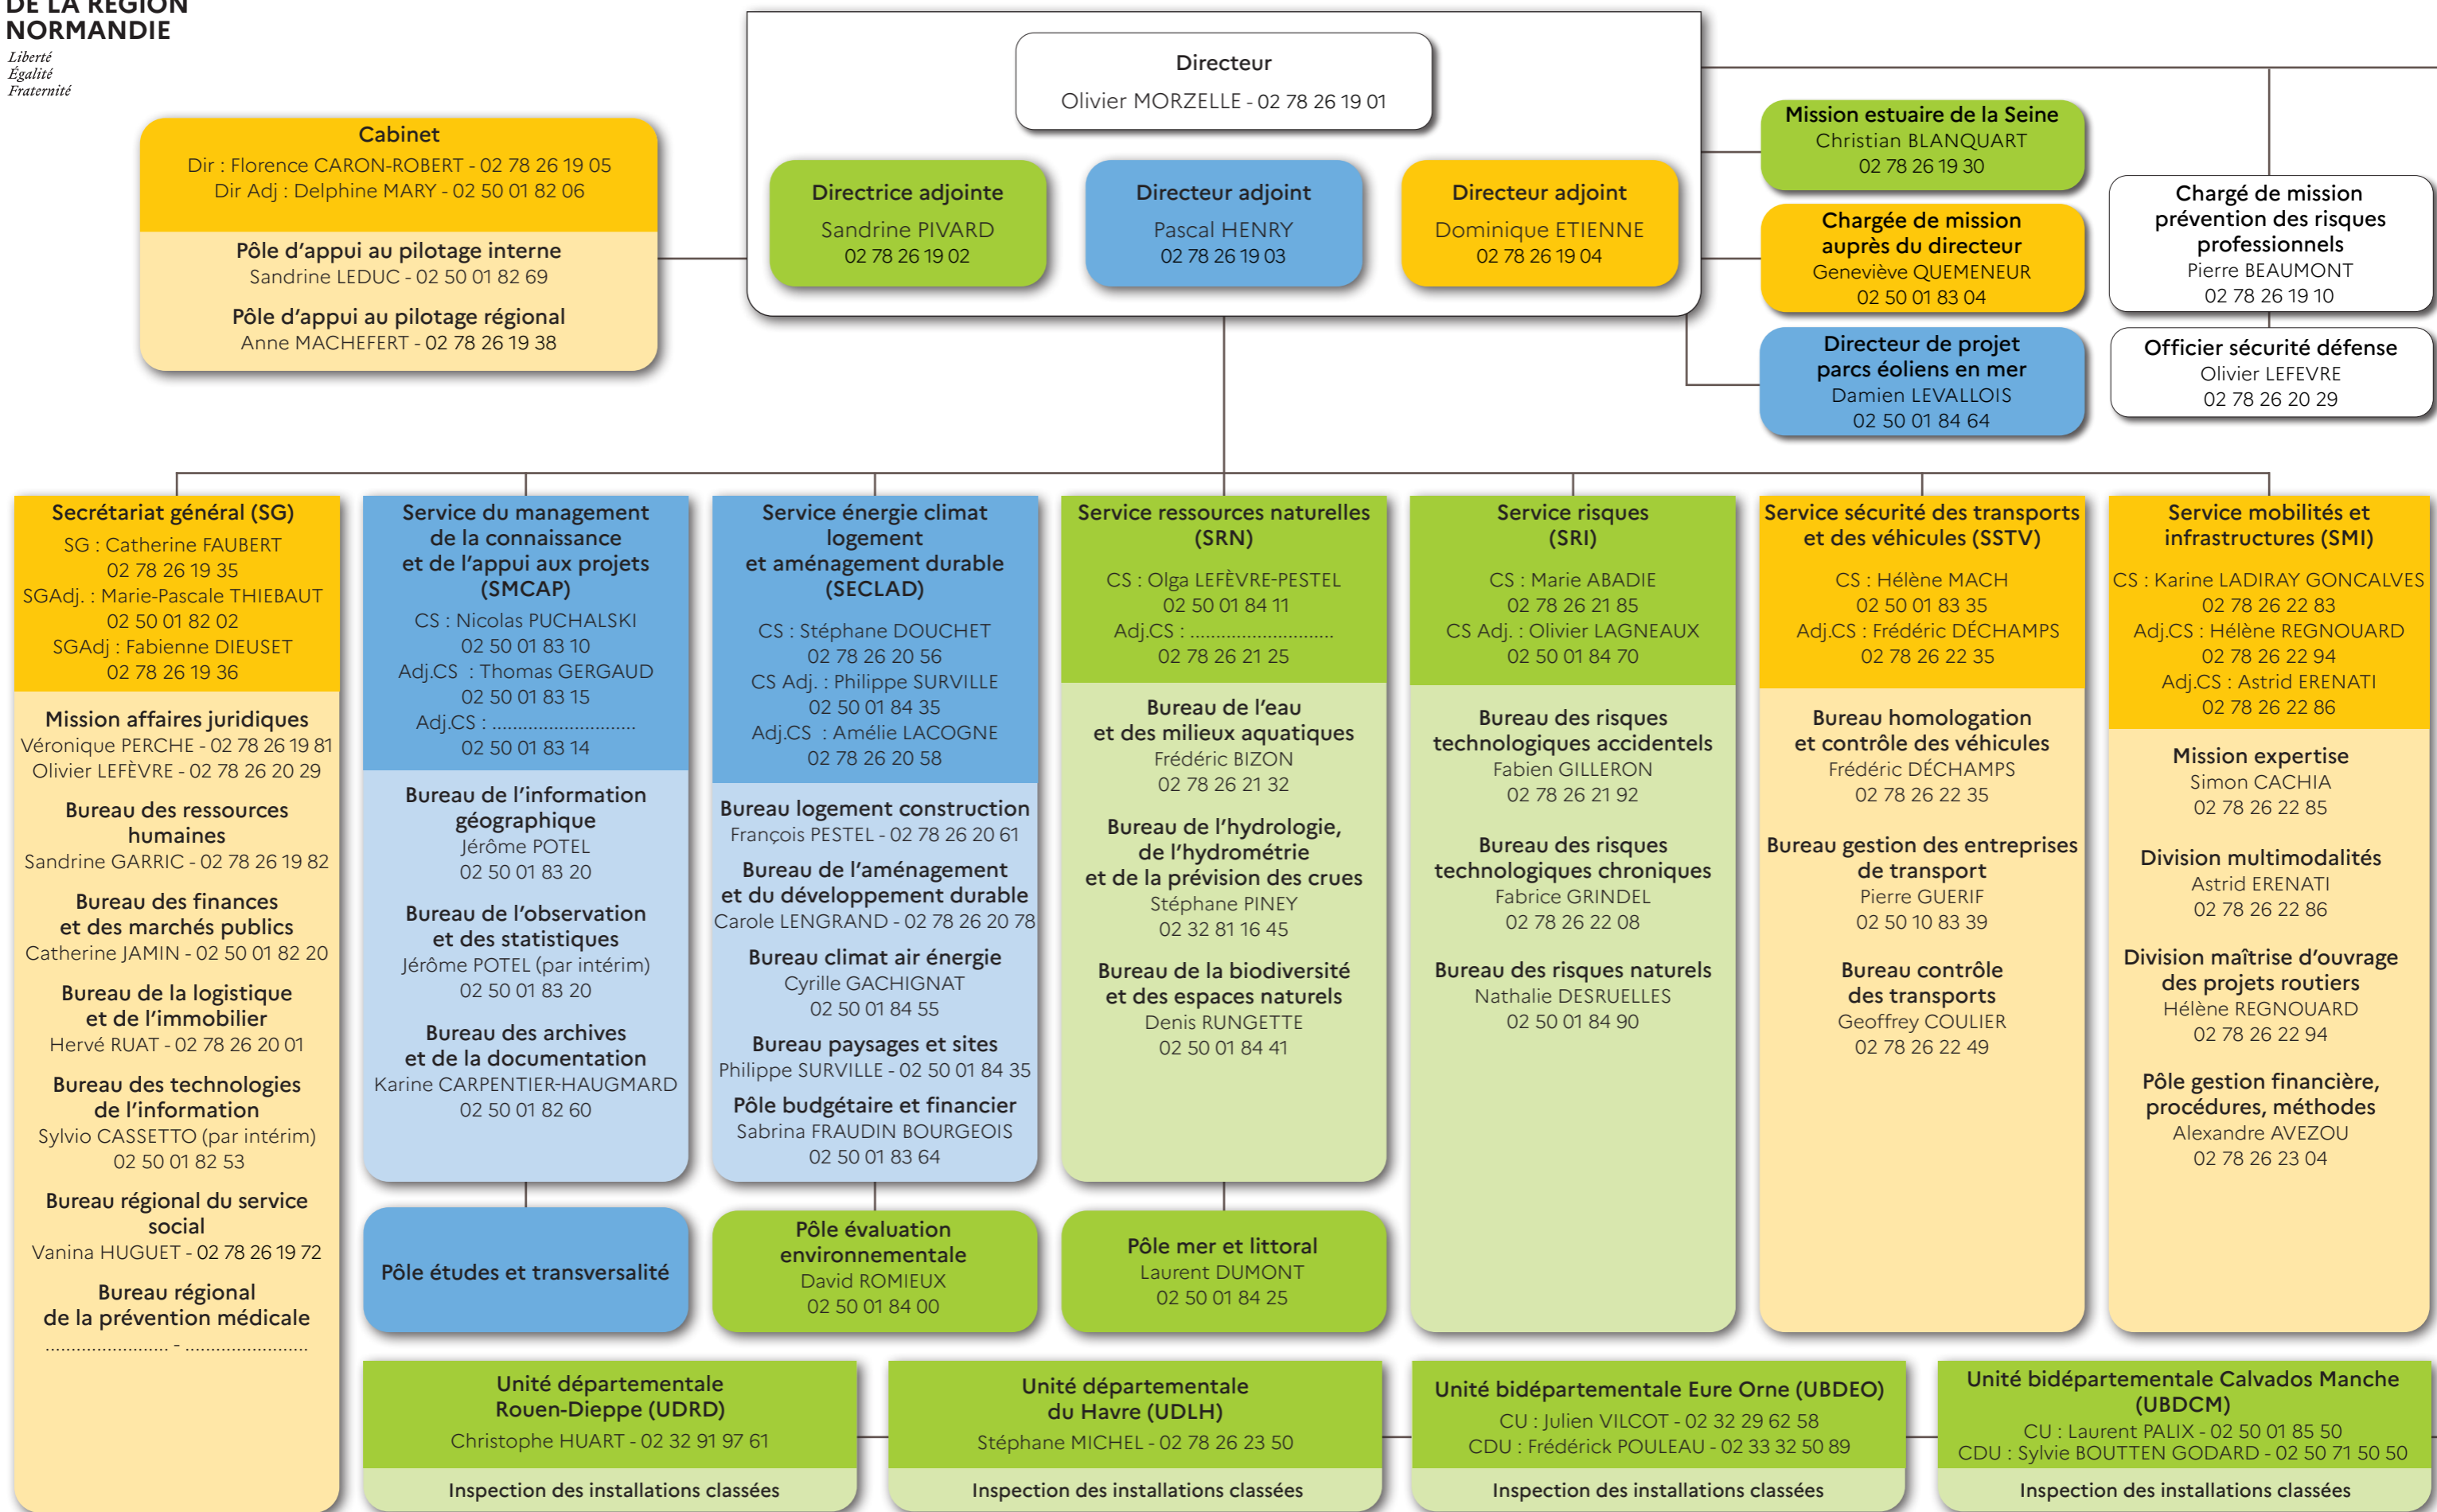 DE LA RÉGION
NORMANDIE
Liberté
Égalité
Fraternité
Directeur
Olivier MORZELLE - 02 78 26 19 01
Cabinet
Dir : Florence CARON-ROBERT - 02 78 26 19 05
Dir Adj : Delphine MARY - 02 50 01 82 06
Pôle d'appui au pilotage interne
Sandrine LEDUC - 02 50 01 82 69
Pôle d'appui au pilotage régional
Anne MACHEFERT - 02 78 26 19 38
Directrice adjointe
Sandrine PIVARD
02 78 26 19 02
Directeur adjoint
Pascal HENRY
02 78 26 19 03
Directeur adjoint
Dominique ETIENNE
02 78 26 19 04
Mission estuaire de la Seine
Christian BLANQUART
02 78 26 19 30
Chargée de mission
auprès du directeur
Geneviève QUEMENEUR
02 50 01 83 04
Directeur de projet
parcs éoliens en mer
Damien LEVALLOIS
02 50 01 84 64
Chargé de mission
prévention des risques
professionnels
Pierre BEAUMONT
02 78 26 19 10
Officier sécurité défense
Olivier LEFEVRE
02 78 26 20 29
Secrétariat général (SG)
SG : Catherine FAUBERT
02 78 26 19 35
SGAdj. : Marie-Pascale THIEBAUT
02 50 01 82 02
SGAdj : Fabienne DIEUSET
02 78 26 19 36
Mission affaires juridiques
Véronique PERCHE - 02 78 26 19 81
Olivier LEFÈVRE - 02 78 26 20 29
Bureau des ressources
humaines
Sandrine GARRIC - 02 78 26 19 82
Bureau des finances
et des marchés publics
Catherine JAMIN - 02 50 01 82 20
Bureau de la logistique
et de l'immobilier
Hervé RUAT - 02 78 26 20 01
Bureau des technologies
de l'information
Sylvio CASSETTO (par intérim)
02 50 01 82 53
Bureau régional du service
social
Vanina HUGUET - 02 78 26 19 72
Bureau régional
de la prévention médicale
........................ - ........................
Service du management
de la connaissance
et de l'appui aux projets
(SMCAP)
CS : Nicolas PUCHALSKI
02 50 01 83 10
Adj.CS : Thomas GERGAUD
02 50 01 83 15
Adj.CS : ............................
02 50 01 83 14
Bureau de l'information
géographique
Jérôme POTEL
02 50 01 83 20
Bureau de l'observation
et des statistiques
Jérôme POTEL (par intérim)
02 50 01 83 20
Bureau des archives
et de la documentation
Karine CARPENTIER-HAUGMARD
02 50 01 82 60
Pôle études et transversalité
Service énergie climat
logement
et aménagement durable
(SECLAD)
CS : Stéphane DOUCHET
02 78 26 20 56
CS Adj. : Philippe SURVILLE
02 50 01 84 35
Adj.CS : Amélie LACOGNE
02 78 26 20 58
Bureau logement construction
François PESTEL - 02 78 26 20 61
Bureau de l'aménagement
et du développement durable
Carole LENGRAND - 02 78 26 20 78
Bureau climat air énergie
Cyrille GACHIGNAT
02 50 01 84 55
Bureau paysages et sites
Philippe SURVILLE - 02 50 01 84 35
Pôle budgétaire et financier
Sabrina FRAUDIN BOURGEOIS
02 50 01 83 64
Pôle évaluation
environnementale
David ROMIEUX
02 50 01 84 00
Service ressources naturelles
(SRN)
CS : Olga LEFÈVRE-PESTEL
02 50 01 84 11
Adj.CS : ............................
02 78 26 21 25
Bureau de l'eau
et des milieux aquatiques
Frédéric BIZON
02 78 26 21 32
Bureau de l'hydrologie,
de l'hydrométrie
et de la prévision des crues
Stéphane PINEY
02 32 81 16 45
Bureau de la biodiversité
et des espaces naturels
Denis RUNGETTE
02 50 01 84 41
Pôle mer et littoral
Laurent DUMONT
02 50 01 84 25
Service risques
(SRI)
CS : Marie ABADIE
02 78 26 21 85
CS Adj. : Olivier LAGNEAUX
02 50 01 84 70
Bureau des risques
technologiques accidentels
Fabien GILLERON
02 78 26 21 92
Bureau des risques
technologiques chroniques
Fabrice GRINDEL
02 78 26 22 08
Bureau des risques naturels
Nathalie DESRUELLES
02 50 01 84 90
Service sécurité des transports
et des véhicules (SSTV)
CS : Hélène MACH
02 50 01 83 35
Adj.CS : Frédéric DÉCHAMPS
02 78 26 22 35
Bureau homologation
et contrôle des véhicules
Frédéric DÉCHAMPS
02 78 26 22 35
Bureau gestion des entreprises
de transport
Pierre GUERIF
02 50 10 83 39
Bureau contrôle
des transports
Geoffrey COULIER
02 78 26 22 49
Service mobilités et
infrastructures (SMI)
CS : Karine LADIRAY GONCALVES
02 78 26 22 83
Adj.CS : Hélène REGNOUARD
02 78 26 22 94
Adj.CS : Astrid ERENATI
02 78 26 22 86
Mission expertise
Simon CACHIA
02 78 26 22 85
Division multimodalités
Astrid ERENATI
02 78 26 22 86
Division maîtrise d'ouvrage
des projets routiers
Hélène REGNOUARD
02 78 26 22 94
Pôle gestion financière,
procédures, méthodes
Alexandre AVEZOU
02 78 26 23 04
Unité départementale
Rouen-Dieppe (UDRD)
Christophe HUART - 02 32 91 97 61
Inspection des installations classées
Unité départementale
du Havre (UDLH)
Stéphane MICHEL - 02 78 26 23 50
Inspection des installations classées
Unité bidépartementale Eure Orne (UBDEO)
CU : Julien VILCOT - 02 32 29 62 58
CDU : Frédérick POULEAU - 02 33 32 50 89
Inspection des installations classées
Unité bidépartementale Calvados Manche
(UBDCM)
CU : Laurent PALIX - 02 50 01 85 50
CDU : Sylvie BOUTTEN GODARD - 02 50 71 50 50
Inspection des installations classées